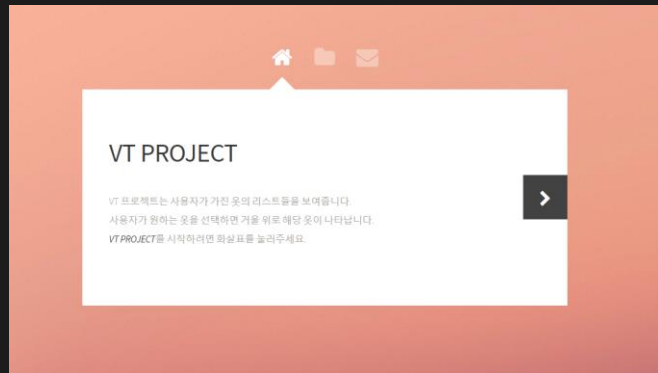 VT PROJECT
VT 프로젝트는 사용자가 가진 옷의 리스트들을 보여줍니다.
사용자가 원하는 옷을 선택하면 거울 위로 해당 옷이 나타납니다.
VT PROJECT를 시작하려면 화살표를 눌러주세요.